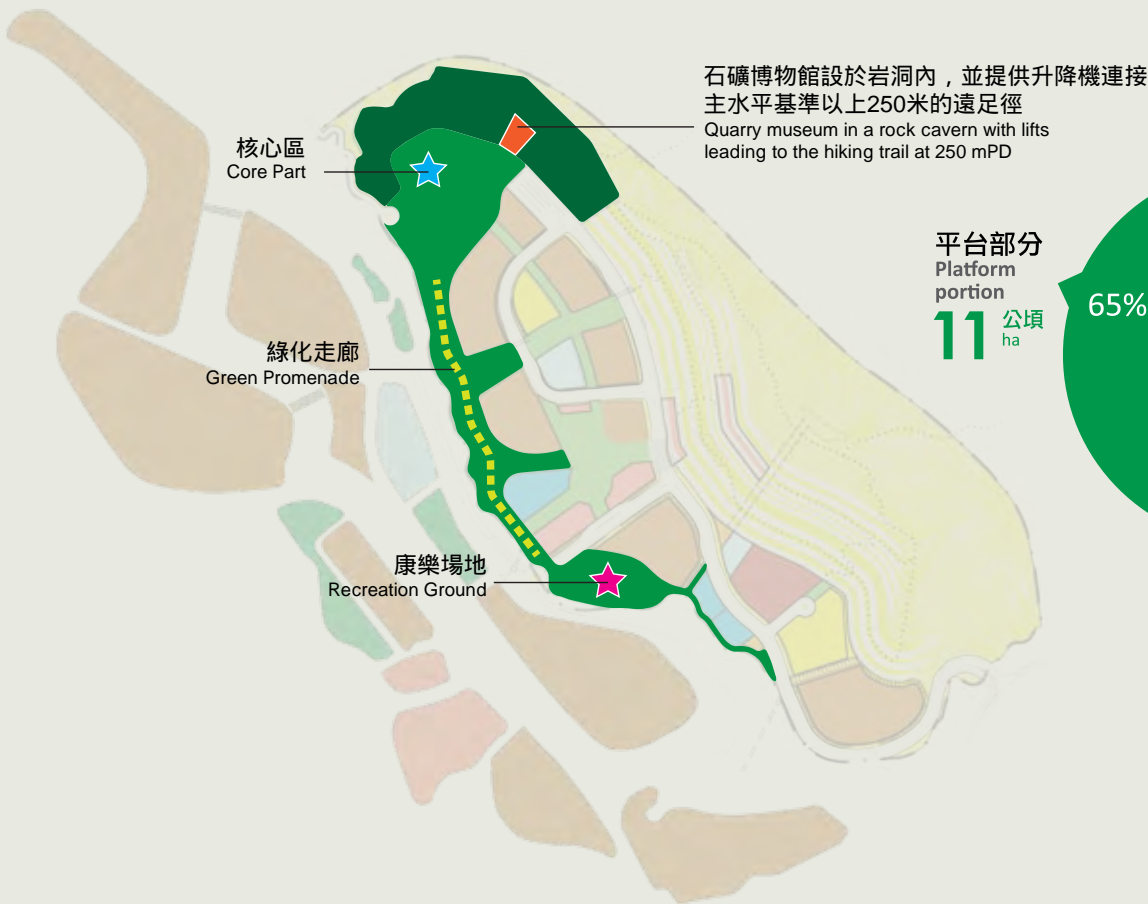 石礦博物館設於岩洞內，並提供升降機連接
主水平基準以上250米的遠足徑
Quarry museum in a rock cavern with lifts
leading to the hiking trail at 250 mPD
核心區
Core Part
平台部分
Platform
portion
11 公頃
ha
65%
綠化走廊
Green Promenade
康樂場地
Recreation Ground